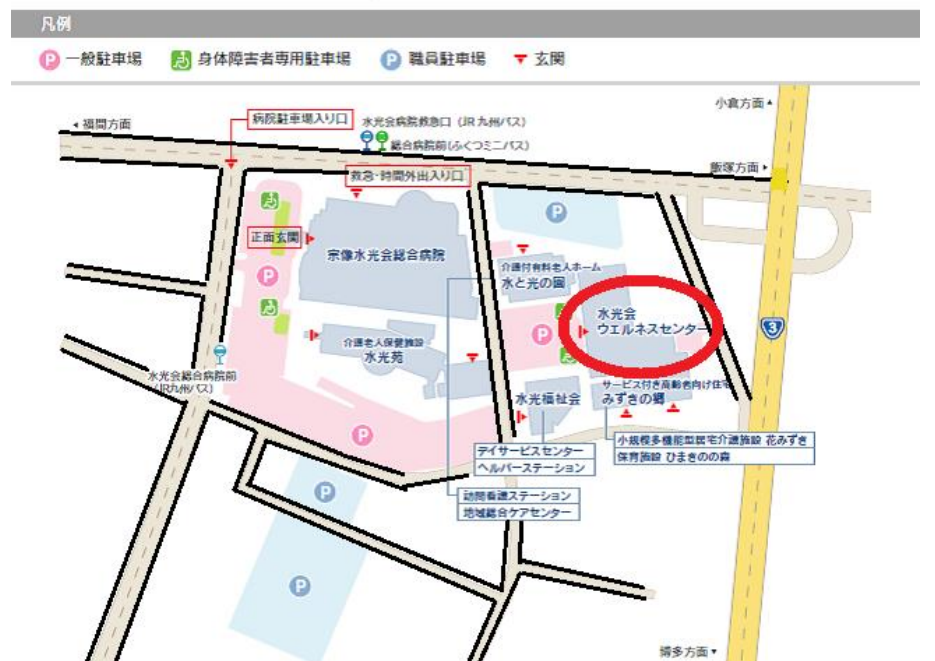 凡例
P 一般駐車場 身体障害者専用駐車場 P 職員駐車場 玄関
小倉方面
福間方面
病院駐車場入り口
水光会病院救急口(JR九州バス)
総合病院前(ふくつミニバス)
飯塚方面
救急・時間外出入り口
P
正面玄関
宗像水光会総合病院
介護付有料老人ホーム
水と光の園
P
水光会
ウェルネスセンター
3
P
介護老人保健施設
水光苑
水光会総合病院前
(JR九州バス)
サービス付き高齢者向け住宅
みずきの郷
水光福祉会
P
小規模多機能型居宅介護施設 花みずき
保育施設 ひまきのの森
デイサービスセンター
ヘルパーステーション
P
訪問看護ステーション
地域総合ケアセンター
P
博多方面